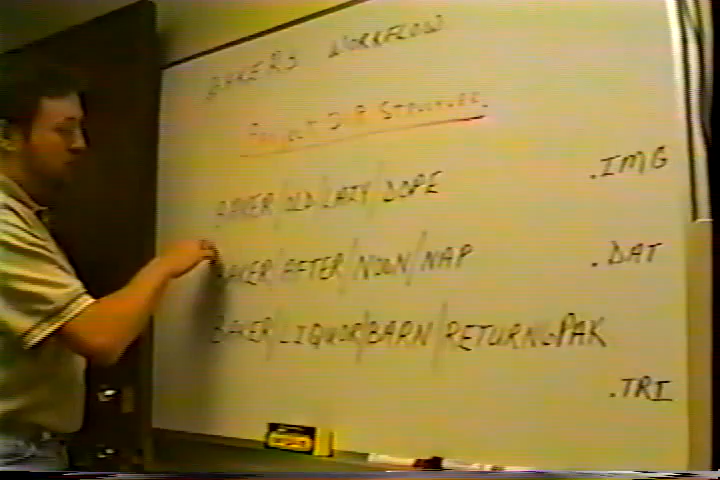 BAKERS WORKFLOW
PROJECT DIR STRUCTURE.
BAKER/OLD/LAZY/DOPE .IMG
BAKER/AFTER/NOON/NAP .DAT
BAKER/LIQUOR/BARN/RETURN-PAK
.TRI